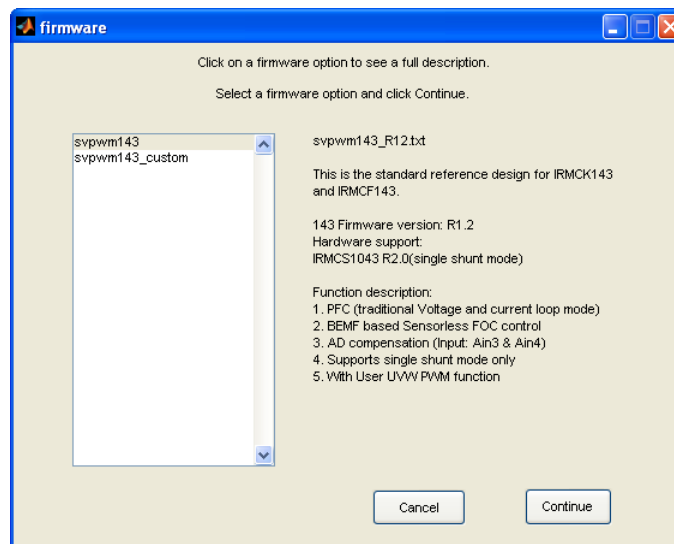 firmware
Click on a firmware option to see a full description.
Select a firmware option and click Continue.
svpwm143
svpwm143_custom
svpwm143_R12.txt
This is the standard reference design for IRMCK143
and IRMCF143.
143 Firmware version: R1.2
Hardware support:
IRMCS1043 R2.0(single shunt mode)
Function description:
1. PFC (traditional Voltage and current loop mode)
2. BEMF based Sensorless FOC control
3. AD compensation (Input: Ain3 & Ain4)
4. Supports single shunt mode only
5. With User UVW PWM function
Cancel
Continue